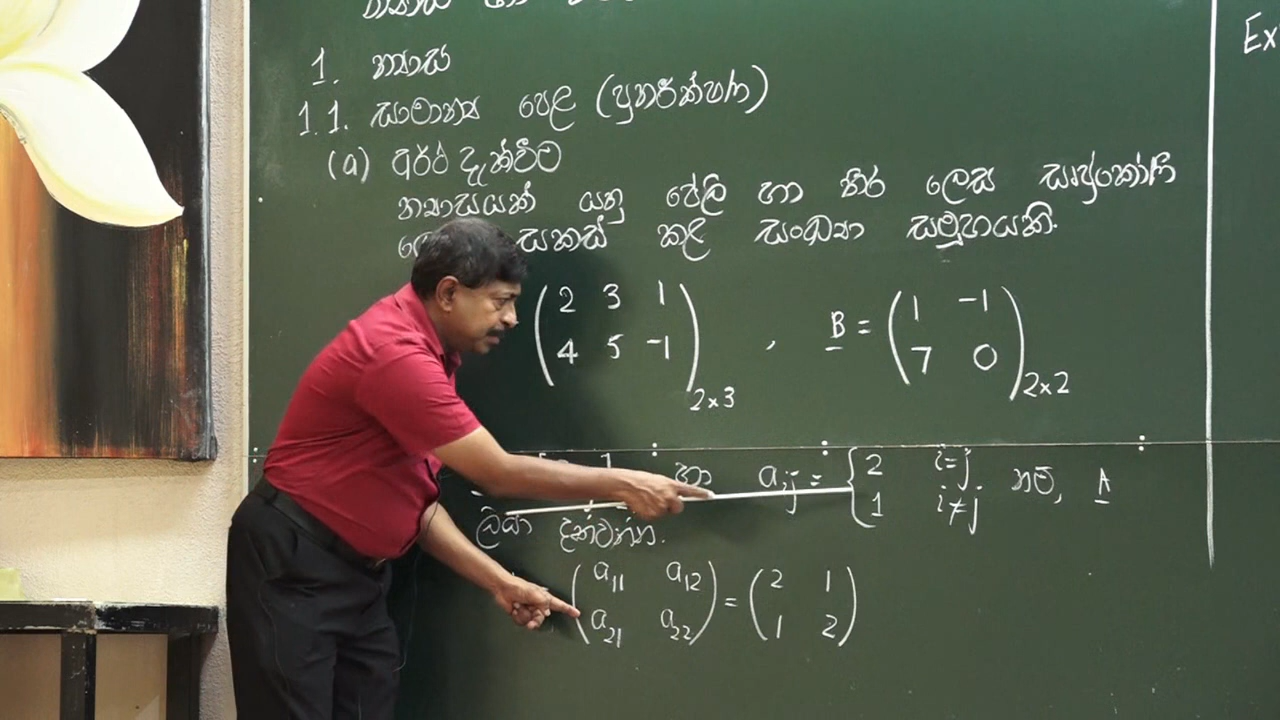 1. න්‍යාස
1.1. සාමාන්‍ය පෙළ (පුනරීක්ෂණ)
(a) අර්ථ දැක්වීම
න්‍යාසයක් යනු පේලි හා තීර ලෙස සෘජුකෝණී
සකස් කළ සංඛ්‍යා සමූහයකි.
( 2 3 1 4 5 -1 )2×3 , B = ( 1 -1 7 0 )2×2
හා aij = { 2 i=j 1 i≠j නම්, A
ලියා දක්වන්න.
( a11 a12 a21 a22 ) = ( 2 1 1 2 )
Ex